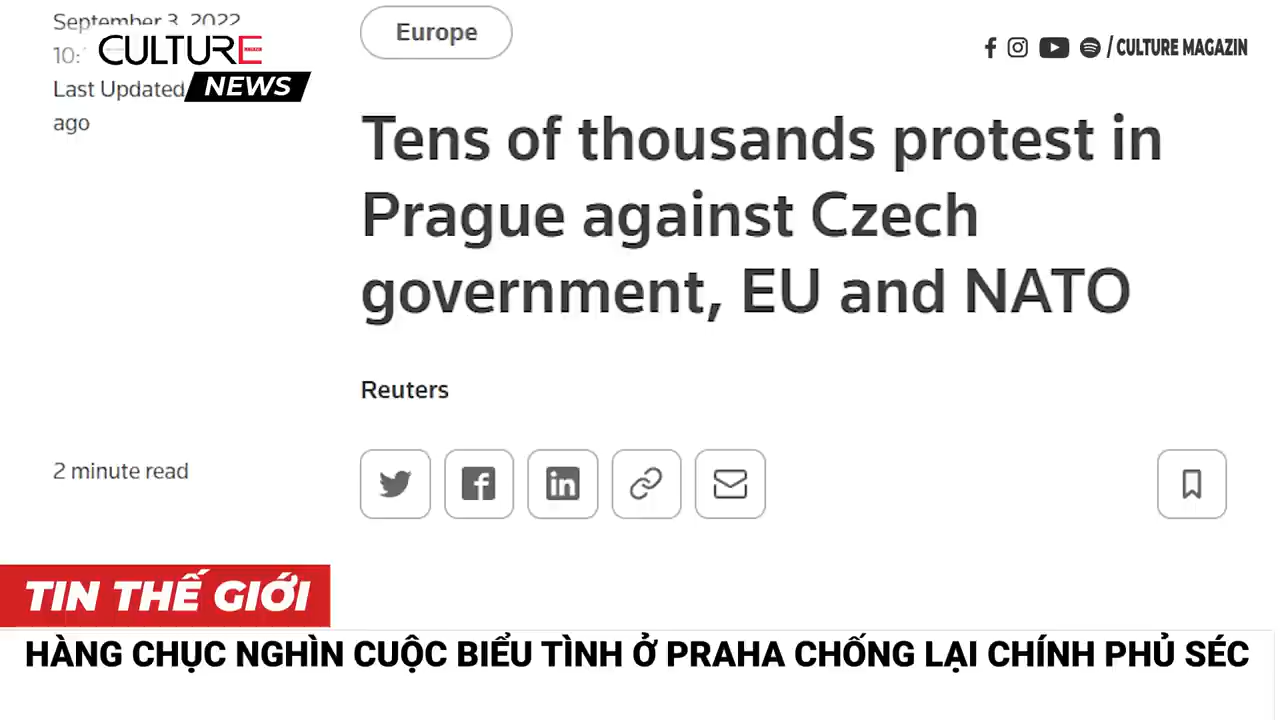 September 3, 2022
10:
Last Updated
ago
CULTURE
NEWS
Europe
/ CULTURE MAGAZIN
Tens of thousands protest in
Prague against Czech
government, EU and NATO
Reuters
2 minute read
TIN THẾ GIỚI
HÀNG CHỤC NGHÌN CUỘC BIỂU TÌNH Ở PRAHA CHỐNG LẠI CHÍNH PHỦ SÉC